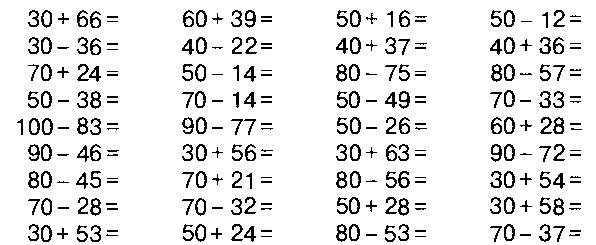 30 + 66 = 60 + 39 = 50 + 16 = 50 - 12 =
30 - 36 = 40 - 22 = 40 + 37 = 40 + 36 =
70 + 24 = 50 - 14 = 80 - 75 = 80 - 57 =
50 - 38 = 70 - 14 = 50 - 49 = 70 - 33 =
100 - 83 = 90 - 77 = 50 - 26 = 60 + 28 =
90 - 46 = 30 + 56 = 30 + 63 = 90 - 72 =
80 - 45 = 70 + 21 = 80 - 56 = 30 + 54 =
70 - 28 = 70 - 32 = 50 + 28 = 30 + 58 =
30 + 53 = 50 + 24 = 80 - 53 = 70 - 37 =